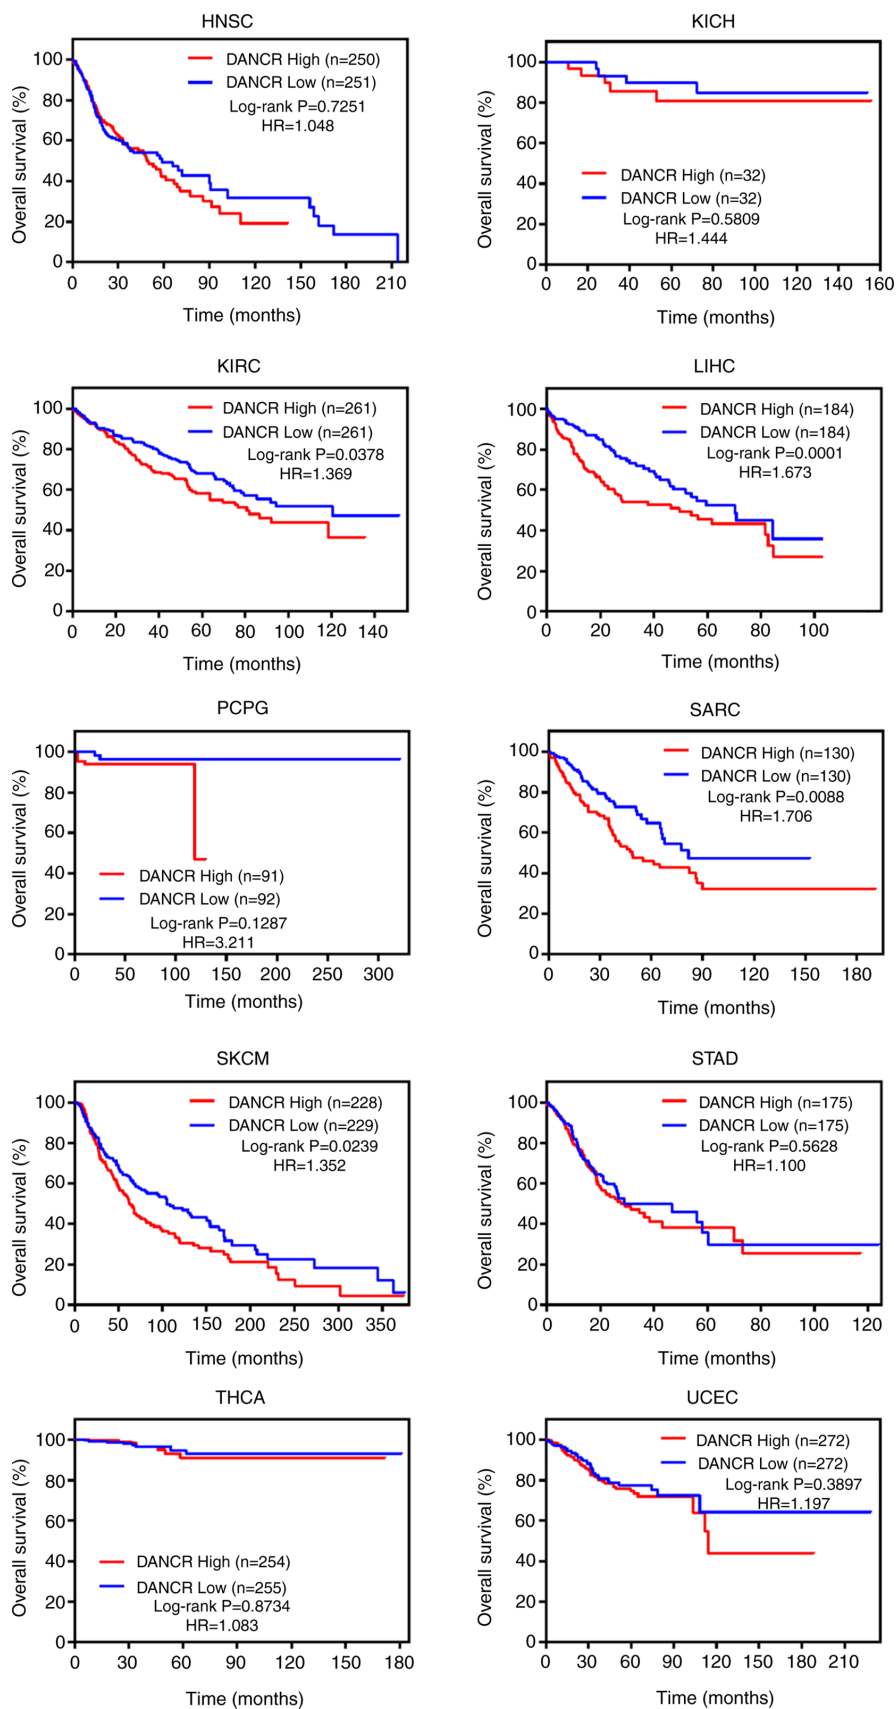 HNSC
Overall survival (%)
100
80
60
40
20
0
DANCR High (n=250)
DANCR Low (n=251)
Log-rank P=0.7251
HR=1.048
0 30 60 90 120 150 180 210
Time (months)
KICH
Overall survival (%)
100
80
60
40
20
0
DANCR High (n=32)
DANCR Low (n=32)
Log-rank P=0.5809
HR=1.444
0 20 40 60 80 100 120 140 160
Time (months)
KIRC
Overall survival (%)
100
80
60
40
20
0
DANCR High (n=261)
DANCR Low (n=261)
Log-rank P=0.0378
HR=1.369
0 20 40 60 80 100 120 140
Time (months)
LIHC
Overall survival (%)
100
80
60
40
20
0
DANCR High (n=184)
DANCR Low (n=184)
Log-rank P=0.0001
HR=1.673
0 20 40 60 80 100
Time (months)
PCPG
Overall survival (%)
100
80
60
40
20
0
DANCR High (n=91)
DANCR Low (n=92)
Log-rank P=0.1287
HR=3.211
0 50 100 150 200 250 300
Time (months)
SARC
Overall survival (%)
100
80
60
40
20
0
DANCR High (n=130)
DANCR Low (n=130)
Log-rank P=0.0088
HR=1.706
0 30 60 90 120 150 180
Time (months)
SKCM
Overall survival (%)
100
80
60
40
20
0
DANCR High (n=228)
DANCR Low (n=229)
Log-rank P=0.0239
HR=1.352
0 50 100 150 200 250 300 350
Time (months)
STAD
Overall survival (%)
100
80
60
40
20
0
DANCR High (n=175)
DANCR Low (n=175)
Log-rank P=0.5628
HR=1.100
0 20 40 60 80 100 120
Time (months)
THCA
Overall survival (%)
100
80
60
40
20
0
DANCR High (n=254)
DANCR Low (n=255)
Log-rank P=0.8734
HR=1.083
0 30 60 90 120 150 180
Time (months)
UCEC
Overall survival (%)
100
80
60
40
20
0
DANCR High (n=272)
DANCR Low (n=272)
Log-rank P=0.3897
HR=1.197
0 30 60 90 120 150 180 210
Time (months)